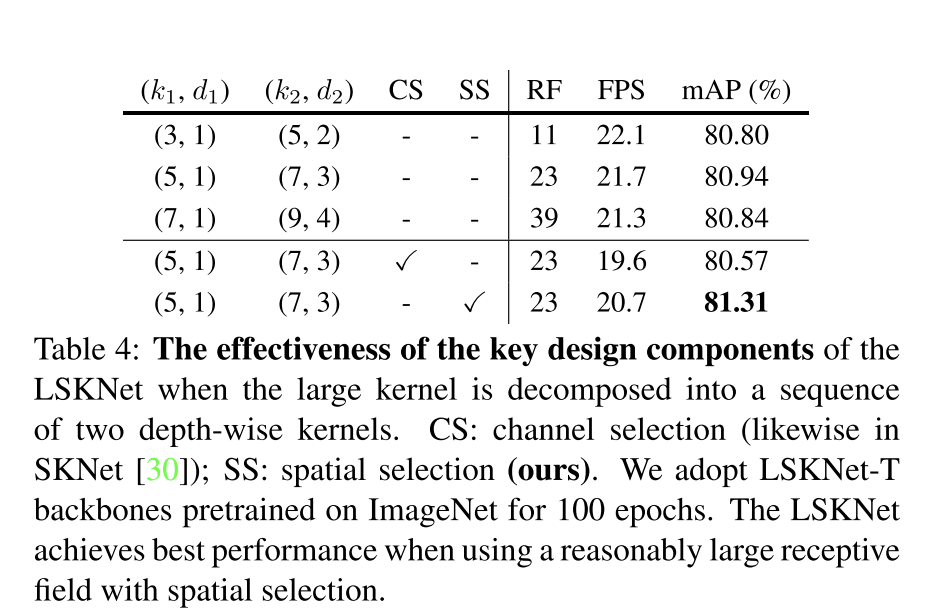 (k1, d1) (k2, d2) CS SS RF FPS mAP (%)
(3, 1) (5, 2) - - 11 22.1 80.80
(5, 1) (7, 3) - - 23 21.7 80.94
(7, 1) (9, 4) - - 39 21.3 80.84
(5, 1) (7, 3) ✓ - 23 19.6 80.57
(5, 1) (7, 3) - ✓ 23 20.7 81.31
Table 4: The effectiveness of the key design components of the
LSKNet when the large kernel is decomposed into a sequence
of two depth-wise kernels. CS: channel selection (likewise in
SKNet [30]); SS: spatial selection (ours). We adopt LSKNet-T
backbones pretrained on ImageNet for 100 epochs. The LSKNet
achieves best performance when using a reasonably large receptive
field with spatial selection.